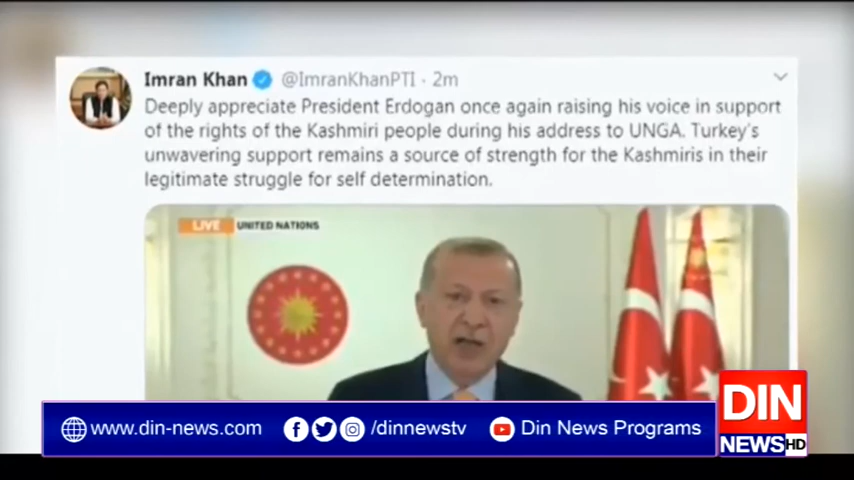 Imran Khan @ImranKhanPTI · 2m
Deeply appreciate President Erdogan once again raising his voice in support
of the rights of the Kashmiri people during his address to UNGA. Turkey's
unwavering support remains a source of strength for the Kashmiris in their
legitimate struggle for self determination.
LIVE UNITED NATIONS
www.din-news.com /dinnewstv Din News Programs
DIN
NEWS HD